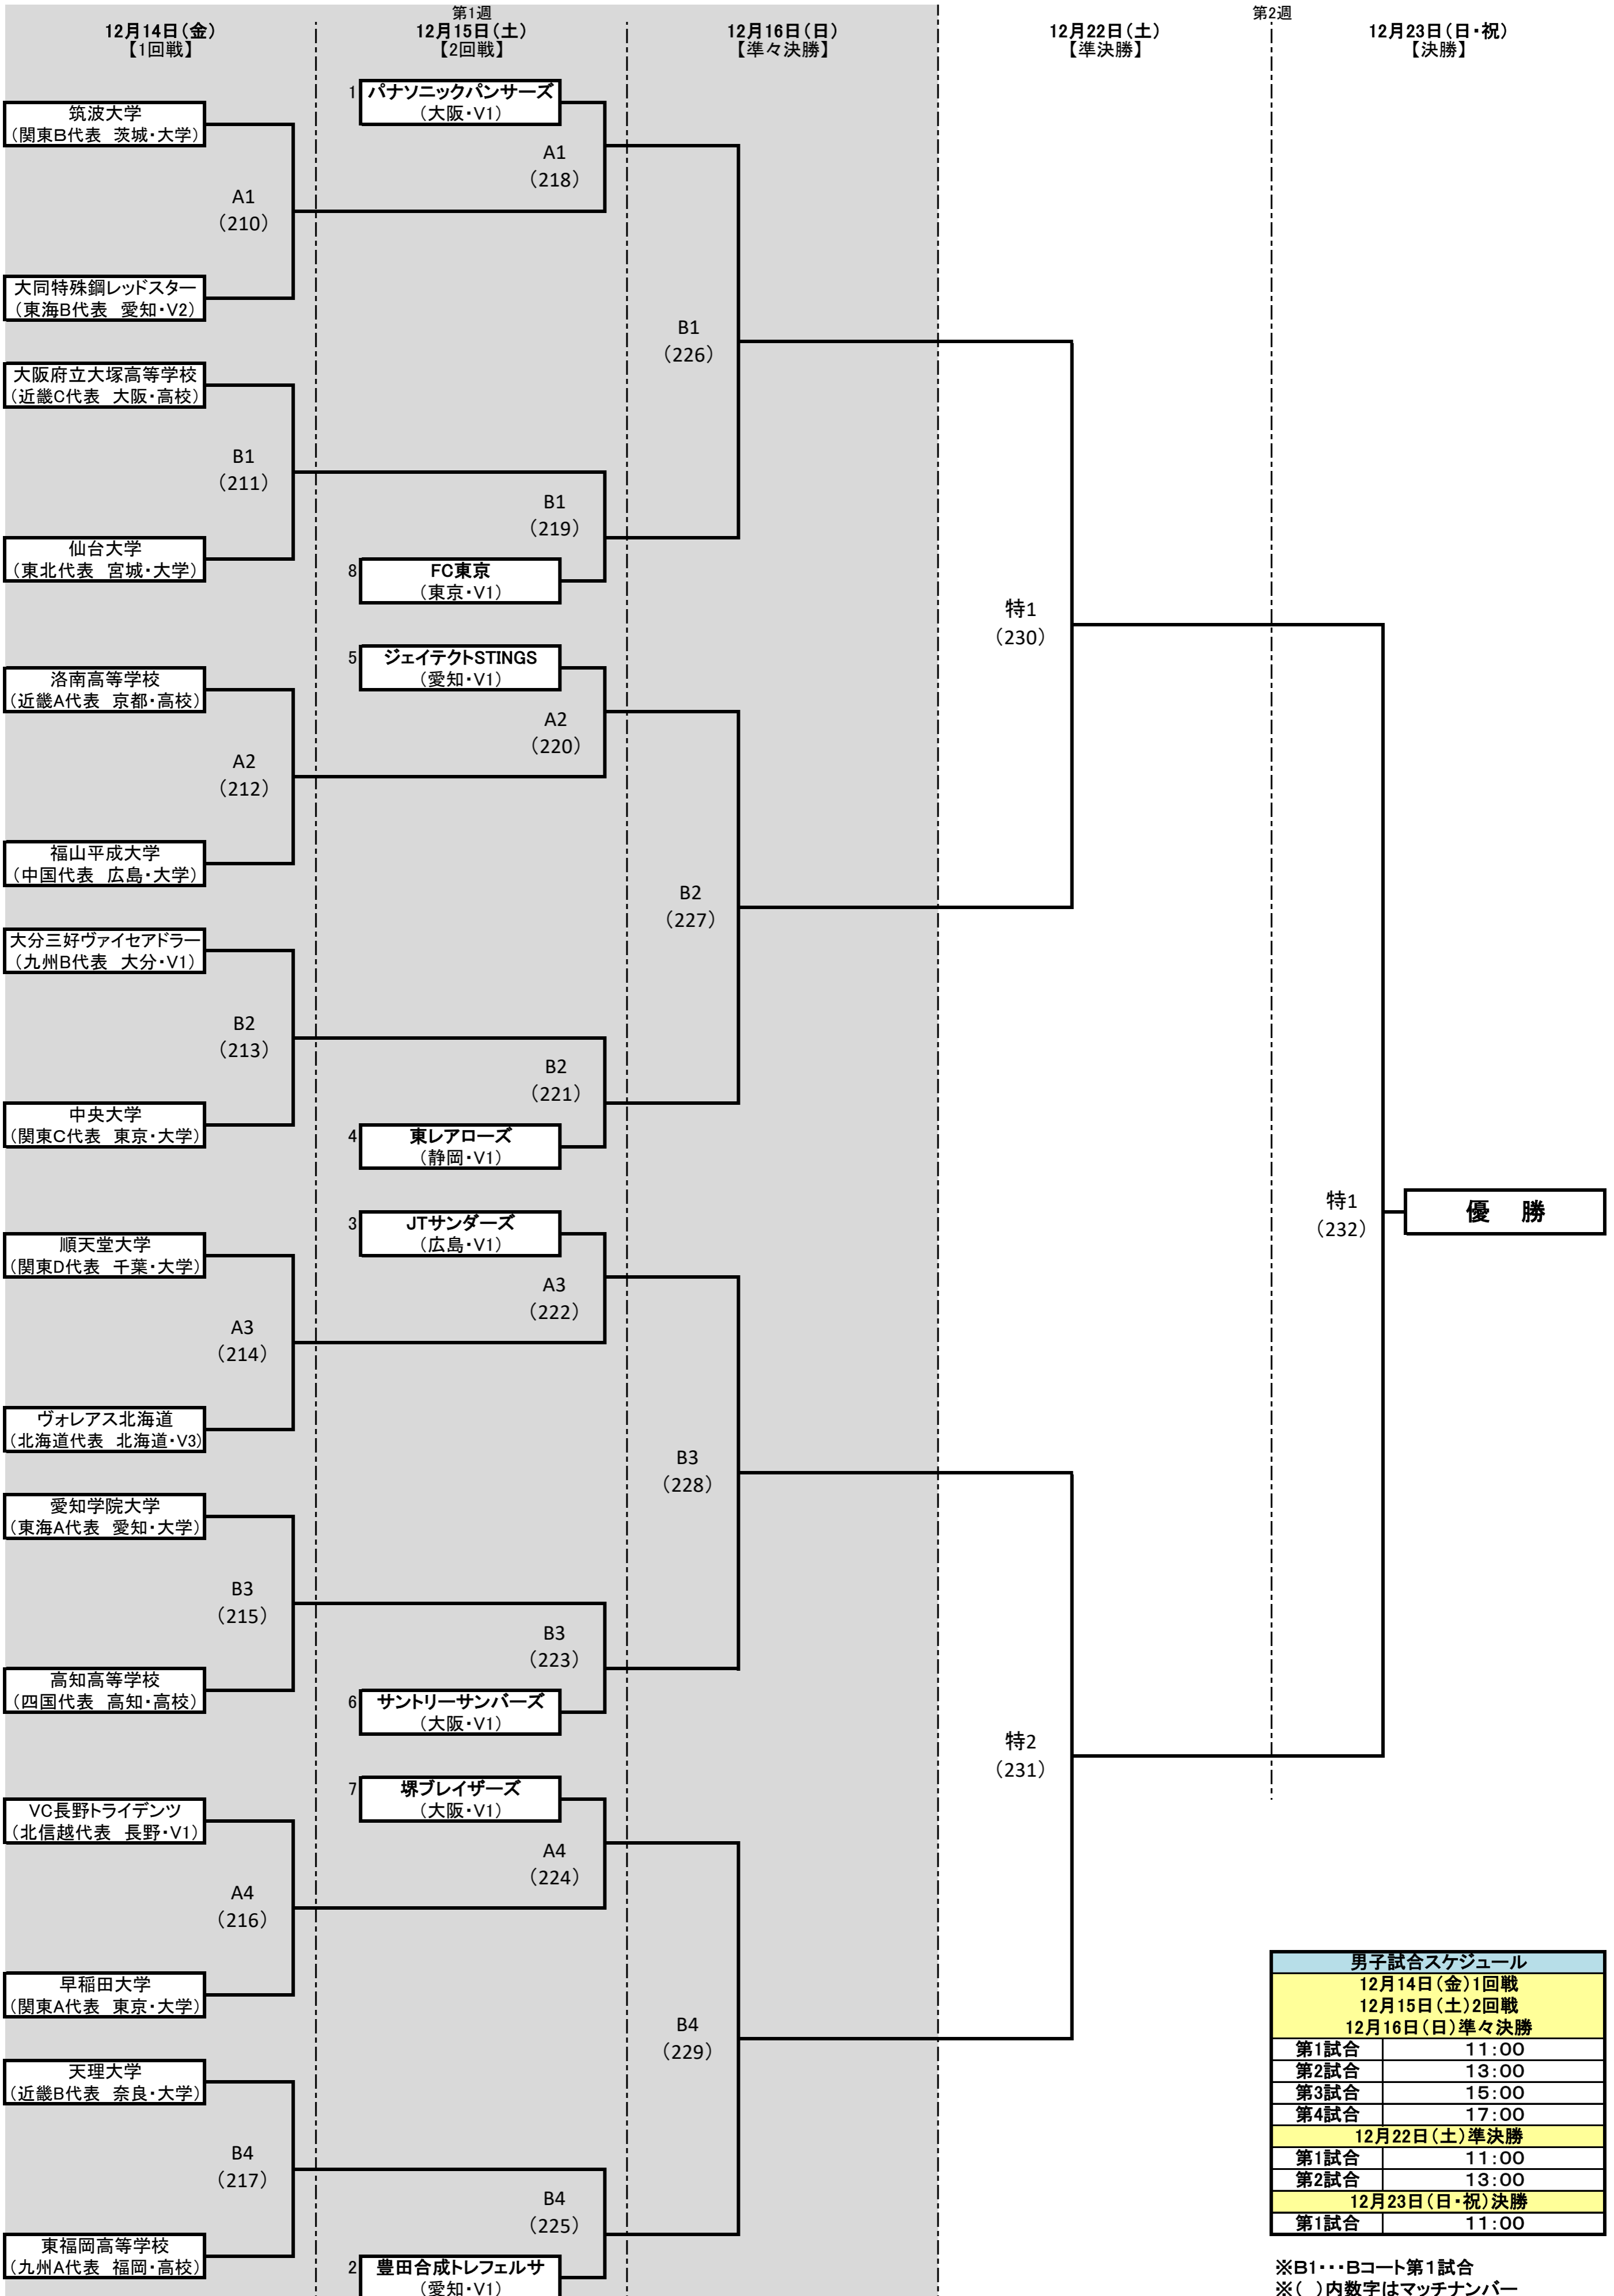 第1週
第2週
12月14日(金)
【1回戦】
12月15日(土)
【2回戦】
12月16日(日)
【準々決勝】
12月22日(土)
【準決勝】
12月23日(日・祝)
【決勝】
筑波大学
(関東B代表 茨城・大学)
A1
(210)
大同特殊鋼レッドスター
(東海B代表 愛知・V2)
大阪府立大塚高等学校
(近畿C代表 大阪・高校)
B1
(211)
仙台大学
(東北代表 宮城・大学)
洛南高等学校
(近畿A代表 京都・高校)
A2
(212)
福山平成大学
(中国代表 広島・大学)
大分三好ヴァイセアドラー
(九州B代表 大分・V1)
B2
(213)
中央大学
(関東C代表 東京・大学)
順天堂大学
(関東D代表 千葉・大学)
A3
(214)
ヴォレアス北海道
(北海道代表 北海道・V3)
愛知学院大学
(東海A代表 愛知・大学)
B3
(215)
高知高等学校
(四国代表 高知・高校)
VC長野トライデンツ
(北信越代表 長野・V1)
A4
(216)
早稲田大学
(関東A代表 東京・大学)
天理大学
(近畿B代表 奈良・大学)
B4
(217)
東福岡高等学校
(九州A代表 福岡・高校)
1 パナソニックパンサーズ
(大阪・V1)
A1
(218)
B1
(219)
8 FC東京
(東京・V1)
5 ジェイテクトSTINGS
(愛知・V1)
A2
(220)
B2
(221)
4 東レアローズ
(静岡・V1)
3 JTサンダーズ
(広島・V1)
A3
(222)
B3
(223)
6 サントリーサンバーズ
(大阪・V1)
7 堺ブレイザーズ
(大阪・V1)
A4
(224)
B4
(225)
2 豊田合成トレフェルサ
(愛知・V1)
B1
(226)
B2
(227)
B3
(228)
B4
(229)
特1
(230)
特2
(231)
特1
(232)
優 勝
男子試合スケジュール
12月14日(金)1回戦
12月15日(土)2回戦
12月16日(日)準々決勝
第1試合 11:00
第2試合 13:00
第3試合 15:00
第4試合 17:00
12月22日(土)準決勝
第1試合 11:00
第2試合 13:00
12月23日(日・祝)決勝
第1試合 11:00
※B1・・・Bコート第1試合
※( )内数字はマッチナンバー